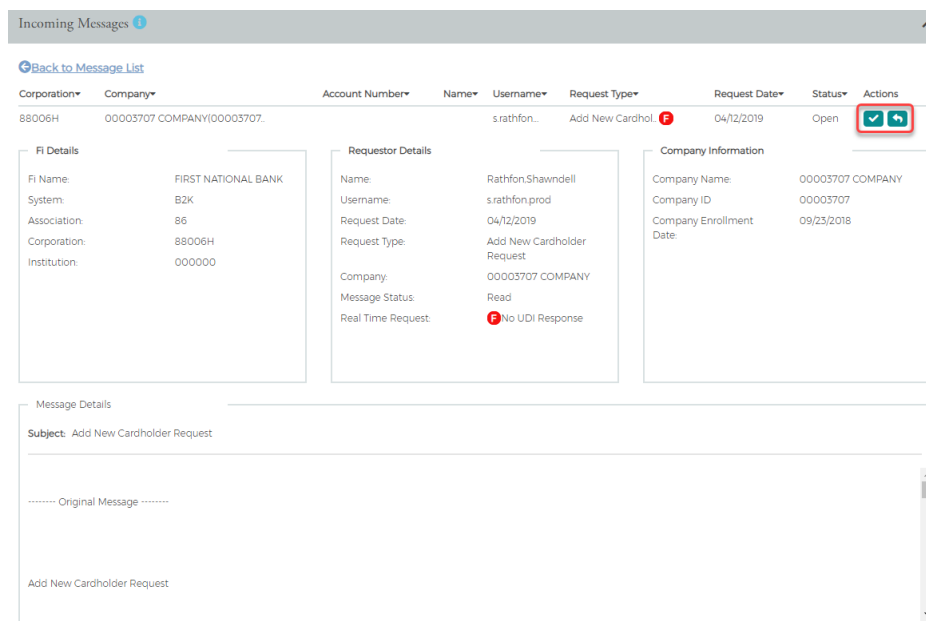 Incoming Messages i
Back to Message List
Corporation Company Account Number Name Username Request Type Request Date Status Actions
88006H 00003707 COMPANY(00003707.. s.rathfon... Add New Cardhol.. F 04/12/2019 Open
Fi Details
Fi Name: FIRST NATIONAL BANK
System: B2K
Association: 86
Corporation: 88006H
Institution: 000000
Requestor Details
Name: Rathfon,Shawndell
Username: s.rathfon.prod
Request Date: 04/12/2019
Request Type: Add New Cardholder
Request
Company: 00003707 COMPANY
Message Status: Read
Real Time Request: F No UDI Response
Company Information
Company Name: 00003707 COMPANY
Company ID 00003707
Company Enrollment 09/23/2018
Date:
Message Details
Subject: Add New Cardholder Request
-------- Original Message --------
Add New Cardholder Request